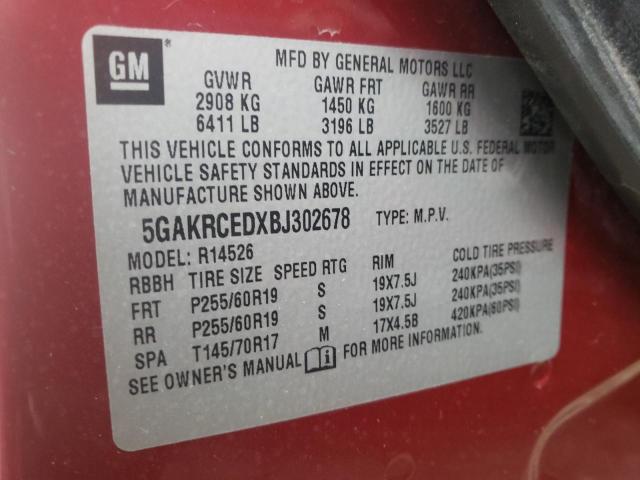 GM
MFD BY GENERAL MOTORS LLC
GVWR GAWR FRT GAWR RR
2908 KG 1450 KG 1600 KG
6411 LB 3196 LB 3527 LB
THIS VEHICLE CONFORMS TO ALL APPLICABLE U.S. FEDERAL MOTOR
VEHICLE SAFETY STANDARDS IN EFFECT ON THE DATE OF
MANUFACTURE SHOWN ABOVE.
5GAKRCEDXBJ302678 TYPE: M.P.V.
MODEL: R14526
RBBH TIRE SIZE SPEED RTG RIM COLD TIRE PRESSURE
FRT P255/60R19 S 19X7.5J 240KPA(35PSI)
RR P255/60R19 S 19X7.5J 240KPA(35PSI)
SPA T145/70R17 M 17X4.5B 420KPA(60PSI)
SEE OWNER'S MANUAL FOR MORE INFORMATION.